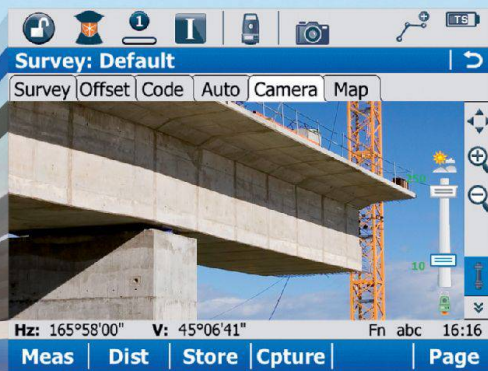 1
I
TS
Survey: Default
Survey Offset Code Auto Camera Map
250
10
Hz: 165°58'00" V: 45°06'41" Fn abc 16:16
Meas Dist Store Cpture Page